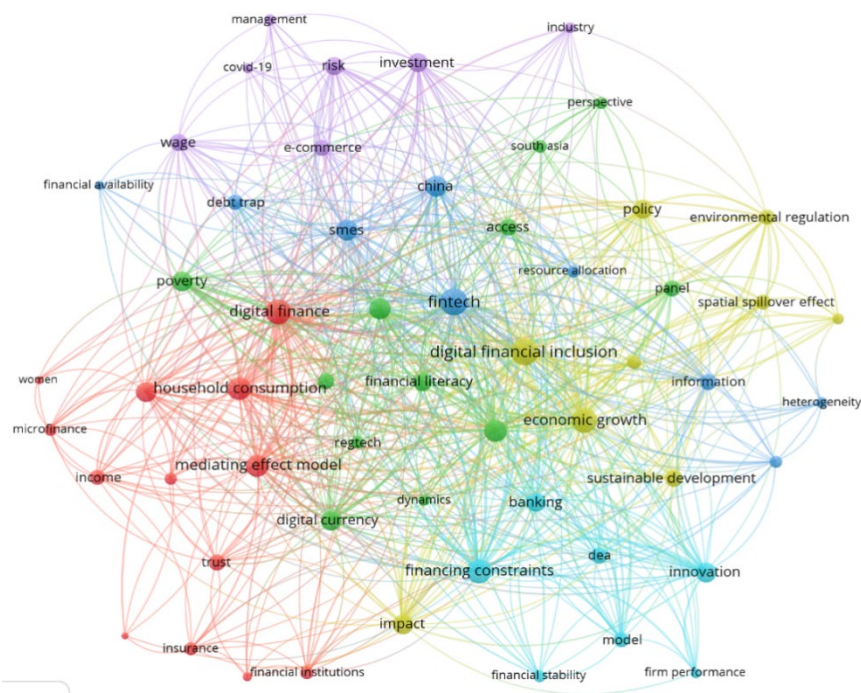 management
industry
covid-19
risk
investment
perspective
wage
e-commerce
south asia
financial availability
debt trap
china
smes
access
policy
environmental regulation
poverty
resource allocation
panel
digital finance
fintech
spatial spillover effect
digital financial inclusion
women
household consumption
financial literacy
information
heterogeneity
microfinance
economic growth
regtech
income
mediating effect model
sustainable development
dynamics
banking
digital currency
trust
financing constraints
dea
innovation
impact
model
insurance
financial institutions
financial stability
firm performance